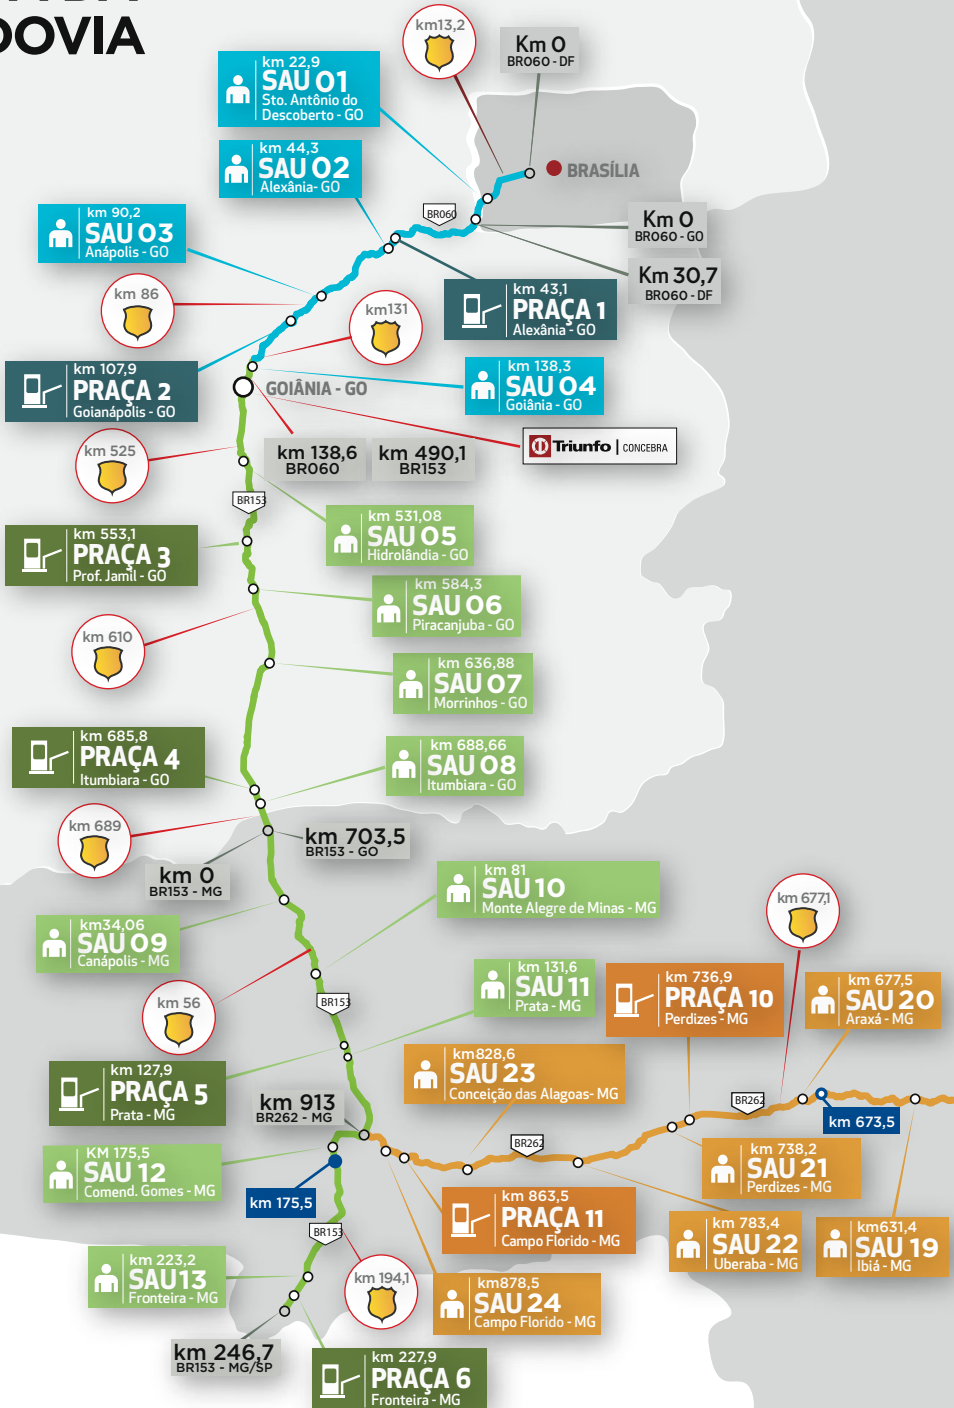 DOVIA
km13,2
Km 0
BR060 - DF
km 22,9
SAU 01
Sto. Antônio do
Descoberto - GO
km 44,3
SAU 02
Alexânia- GO
BRASÍLIA
km 90,2
SAU 03
Anápolis - GO
BR060
Km 0
BR060 - GO
Km 30,7
BR060 - DF
km 86
km 43,1
PRAÇA 1
Alexânia - GO
km131
km 107,9
PRAÇA 2
Goianápolis - GO
km 138,3
SAU 04
Goiânia - GO
GOIÂNIA - GO
Triunfo | CONCEBRA
km 138,6
BR060
km 490,1
BR153
km 525
BR153
km 531,08
SAU 05
Hidrolândia - GO
km 553,1
PRAÇA 3
Prof. Jamil - GO
km 584,3
SAU 06
Piracanjuba - GO
km 610
km 636,88
SAU 07
Morrinhos - GO
km 685,8
PRAÇA 4
Itumbiara - GO
km 688,66
SAU 08
Itumbiara - GO
km 689
km 703,5
BR153 - GO
km 0
BR153 - MG
km 81
SAU 10
Monte Alegre de Minas - MG
km 677,1
km34,06
SAU 09
Canápolis - MG
km 131,6
SAU 11
Prata - MG
km 736,9
PRAÇA 10
Perdizes - MG
km 677,5
SAU 20
Araxá - MG
km 56
BR153
km 127,9
PRAÇA 5
Prata - MG
km828,6
SAU 23
Conceição das Alagoas- MG
km 913
BR262 - MG
BR262
km 673,5
BR262
KM 175,5
SAU 12
Comend. Gomes - MG
km 738,2
SAU 21
Perdizes - MG
km 175,5
km 863,5
PRAÇA 11
Campo Florido - MG
km 783,4
SAU 22
Uberaba - MG
km631,4
SAU 19
Ibiá - MG
BR153
km 223,2
SAU13
Fronteira - MG
km 194,1
km878,5
SAU 24
Campo Florido - MG
km 246,7
BR153 - MG/SP
km 227,9
PRAÇA 6
Fronteira - MG